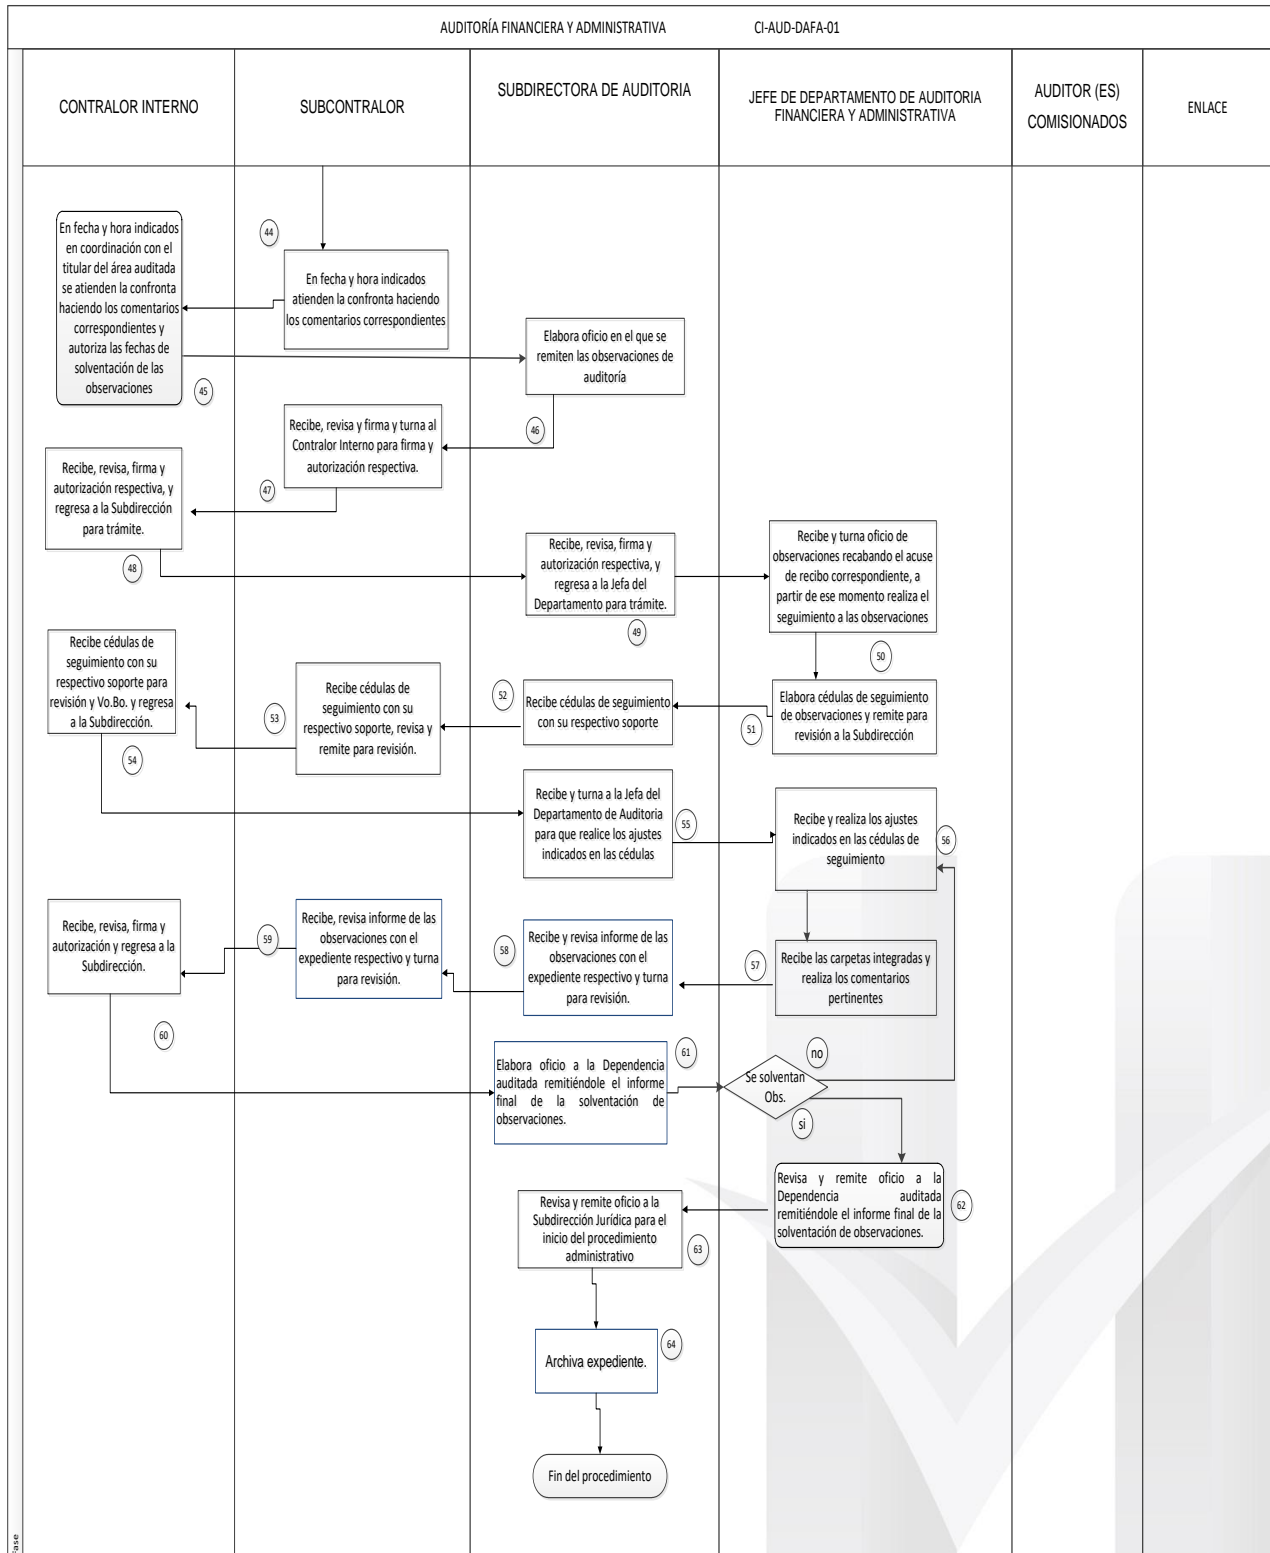 AUDITORÍA FINANCIERA Y ADMINISTRATIVA CI-AUD-DAFA-01
CONTRALOR INTERNO
SUBCONTRALOR
SUBDIRECTORA DE AUDITORIA
JEFE DE DEPARTAMENTO DE AUDITORIA
FINANCIERA Y ADMINISTRATIVA
AUDITOR (ES)
COMISIONADOS
ENLACE
44
En fecha y hora indicados
atienden la confronta haciendo
los comentarios correspondientes
En fecha y hora indicados
en coordinación con el
titular del área auditada
se atienden la confronta
haciendo los comentarios
correspondientes y
autoriza las fechas de
solventación de las
observaciones
45
Elabora oficio en el que se
remiten las observaciones de
auditoría
46
Recibe, revisa y firma y turna al
Contralor Interno para firma y
autorización respectiva.
47
Recibe, revisa, firma y
autorización respectiva, y
regresa a la Subdirección
para trámite.
48
Recibe, revisa, firma y
autorización respectiva, y
regresa a la Jefa del
Departamento para trámite.
49
Recibe y turna oficio de
observaciones recabando el acuse
de recibo correspondiente, a
partir de ese momento realiza el
seguimiento a las observaciones
50
Elabora cédulas de seguimiento
de observaciones y remite para
revisión a la Subdirección
51
Recibe cédulas de seguimiento
con su respectivo soporte
52
Recibe cédulas de
seguimiento con su
respectivo soporte, revisa y
remite para revisión.
53
Recibe cédulas de
seguimiento con su
respectivo soporte para
revisión y Vo.Bo. y regresa
a la Subdirección.
54
Recibe y turna a la Jefa del
Departamento de Auditoria
para que realice los ajustes
indicados en las cédulas
55
Recibe y realiza los ajustes
indicados en las cédulas de
seguimiento
56
Recibe las carpetas integradas y
realiza los comentarios
pertinentes
57
Recibe y revisa informe de las
observaciones con el
expediente respectivo y turna
para revisión.
58
Recibe, revisa informe de las
observaciones con el
expediente respectivo y turna
para revisión.
59
Recibe, revisa, firma y
autorización y regresa a la
Subdirección.
60
Elabora oficio a la Dependencia
auditada remitiéndole el informe
final de la solventación de
observaciones.
61
Se solventan
Obs.
no
si
Revisa y remite oficio a la
Dependencia auditada
remitiéndole el informe final de la
solventación de observaciones.
62
Revisa y remite oficio a la
Subdirección Jurídica para el
inicio del procedimiento
administrativo
63
Archiva expediente.
64
Fin del procedimiento
Fase